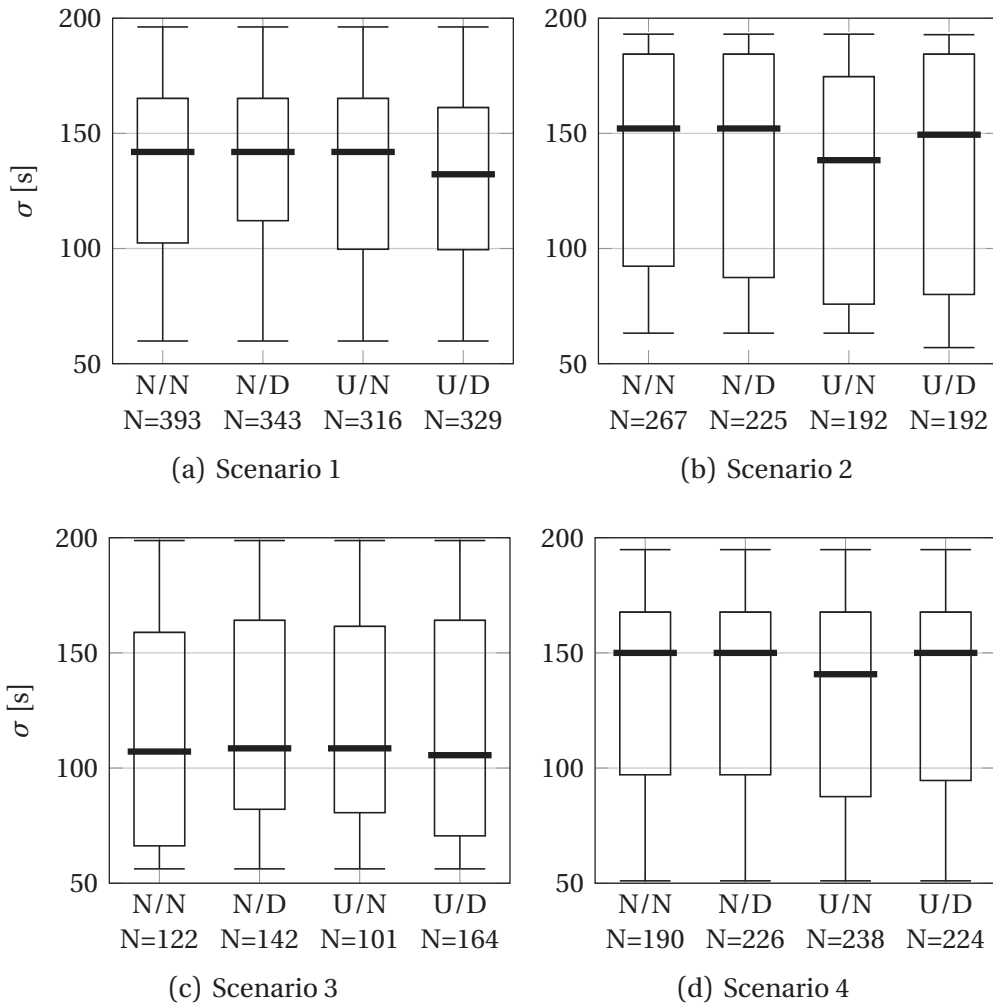 200
150
100
50
σ [s]
N/N N/D U/N U/D
N=393 N=343 N=316 N=329
(a) Scenario 1
200
150
100
50
N/N N/D U/N U/D
N=267 N=225 N=192 N=192
(b) Scenario 2
200
150
100
50
σ [s]
N/N N/D U/N U/D
N=122 N=142 N=101 N=164
(c) Scenario 3
200
150
100
50
N/N N/D U/N U/D
N=190 N=226 N=238 N=224
(d) Scenario 4